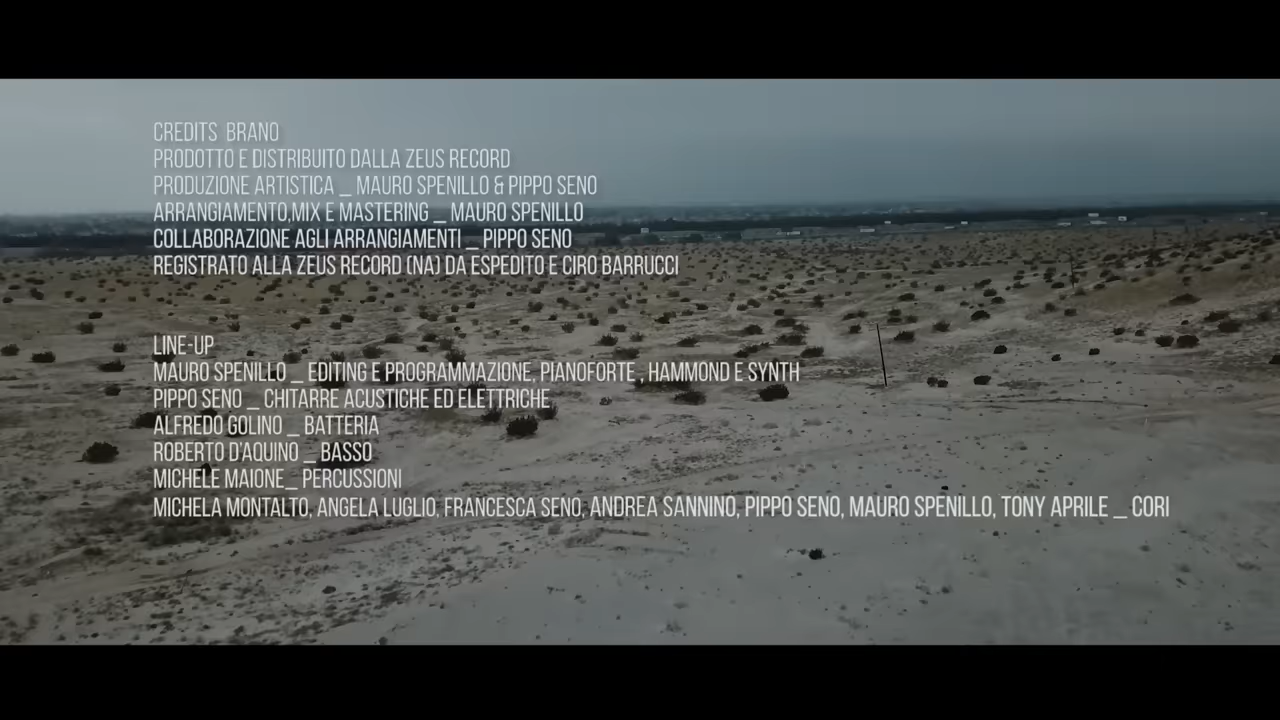 CREDITS BRANO
PRODOTTO E DISTRIBUITO DALLA ZEUS RECORD
PRODUZIONE ARTISTICA _ MAURO SPENILLO & PIPPO SENO
ARRANGIAMENTO,MIX E MASTERING _ MAURO SPENILLO
COLLABORAZIONE AGLI ARRANGIAMENTI _ PIPPO SENO
REGISTRATO ALLA ZEUS RECORD (NA) DA ESPEDITO E CIRO BARRUCCI
LINE-UP
MAURO SPENILLO _ EDITING E PROGRAMMAZIONE, PIANOFORTE , HAMMOND E SYNTH
PIPPO SENO _ CHITARRE ACUSTICHE ED ELETTRICHE
ALFREDO GOLINO _ BATTERIA
ROBERTO D'AQUINO _ BASSO
MICHELE MAIONE_ PERCUSSIONI
MICHELA MONTALTO, ANGELA LUGLIO, FRANCESCA SENO, ANDREA SANNINO, PIPPO SENO, MAURO SPENILLO, TONY APRILE _ CORI